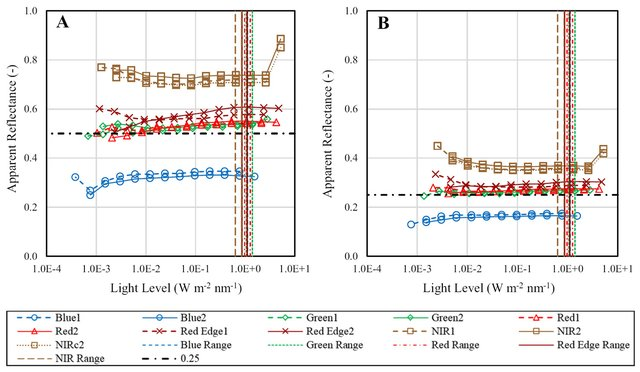 A
B
Apparent Reflectance (-)
1.0
0.8
0.6
0.4
0.2
0.0
1.0E-4 1.0E-3 1.0E-2 1.0E-1 1.0E+0 1.0E+1
Light Level (W m-2 nm-1)
Apparent Reflectance (-)
1.0
0.8
0.6
0.4
0.2
0.0
1.0E-4 1.0E-3 1.0E-2 1.0E-1 1.0E+0 1.0E+1
Light Level (W m-2 nm-1)
Blue1 Blue2 Green1 Green2 Red1
Red2 Red Edge1 Red Edge2 NIR1 NIR2
NIRc2 Blue Range Green Range Red Range Red Edge Range
NIR Range 0.25